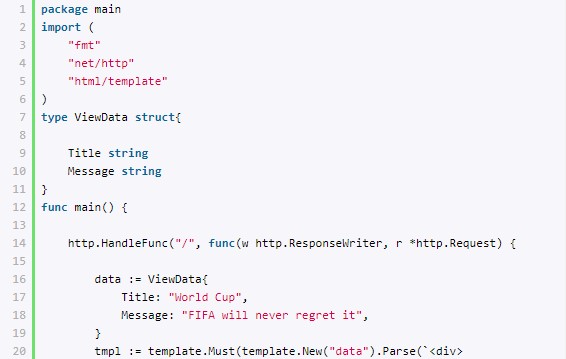 1 package main
2 import (
3     "fmt"
4     "net/http"
5     "html/template"
6 )
7 type ViewData struct{
8
9     Title string
10     Message string
11 }
12 func main() {
13
14     http.HandleFunc("/", func(w http.ResponseWriter, r *http.Request) {
15
16         data := ViewData{
17             Title: "World Cup",
18             Message: "FIFA will never regret it",
19         }
20         tmpl := template.Must(template.New("data").Parse(`<div>